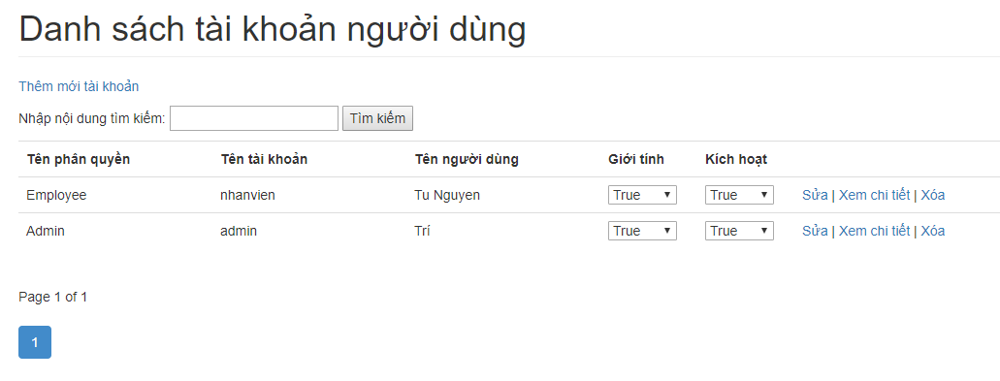 Danh sách tài khoản người dùng
Thêm mới tài khoản
Nhập nội dung tìm kiếm: Tìm kiếm
Tên phân quyền Tên tài khoản Tên người dùng Giới tính Kích hoạt
Employee nhanvien Tu Nguyen True True Sửa | Xem chi tiết | Xóa
Admin admin Trí True True Sửa | Xem chi tiết | Xóa
Page 1 of 1
1